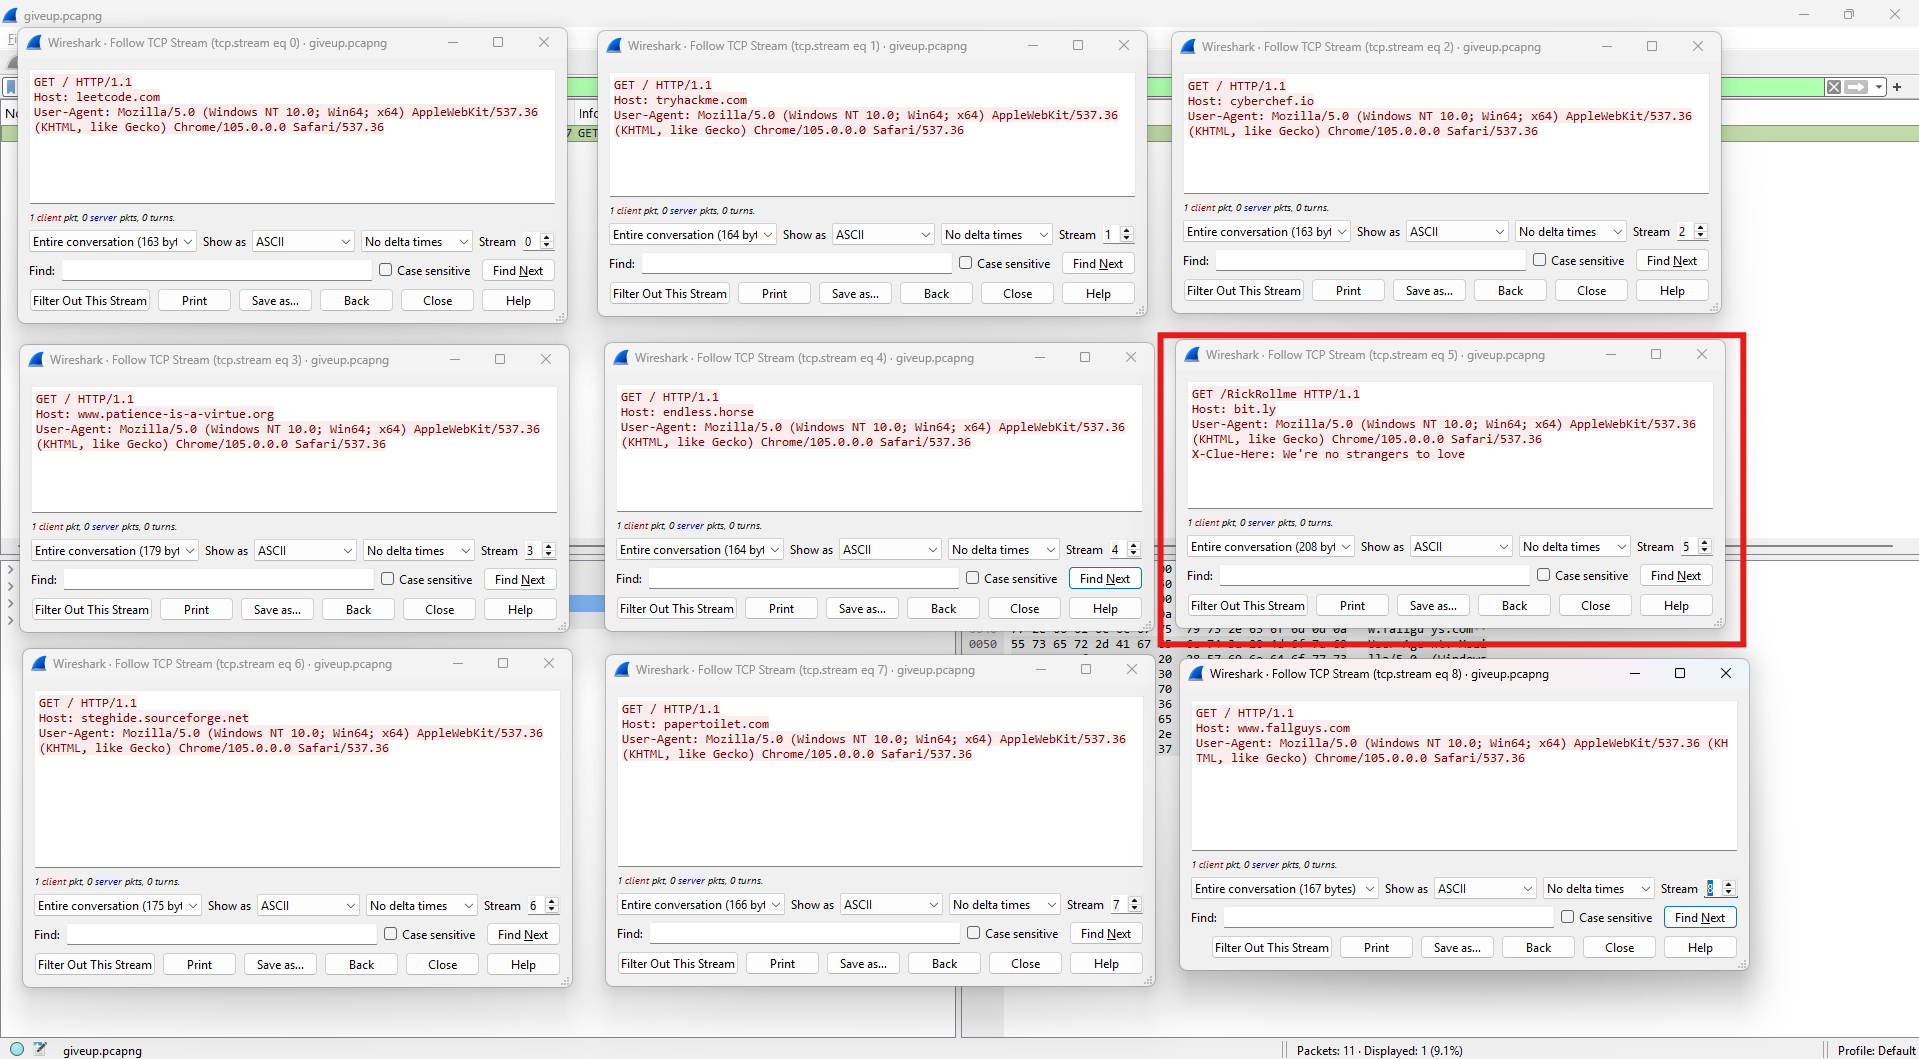 giveup.pcapng
Wireshark · Follow TCP Stream (tcp.stream eq 0) · giveup.pcapng
GET / HTTP/1.1
Host: leetcode.com
User-Agent: Mozilla/5.0 (Windows NT 10.0; Win64; x64) AppleWebKit/537.36
(KHTML, like Gecko) Chrome/105.0.0.0 Safari/537.36
1 client pkt, 0 server pkts, 0 turns.
Entire conversation (163 byt
Show as
ASCII
No delta times
Stream
0
Find:
Case sensitive
Find Next
Filter Out This Stream
Print
Save as...
Back
Close
Help
Wireshark · Follow TCP Stream (tcp.stream eq 1) · giveup.pcapng
GET / HTTP/1.1
Host: tryhackme.com
User-Agent: Mozilla/5.0 (Windows NT 10.0; Win64; x64) AppleWebKit/537.36
(KHTML, like Gecko) Chrome/105.0.0.0 Safari/537.36
1 client pkt, 0 server pkts, 0 turns.
Entire conversation (164 byt
Show as
ASCII
No delta times
Stream
1
Find:
Case sensitive
Find Next
Filter Out This Stream
Print
Save as...
Back
Close
Help
Wireshark · Follow TCP Stream (tcp.stream eq 2) · giveup.pcapng
GET / HTTP/1.1
Host: cyberchef.io
User-Agent: Mozilla/5.0 (Windows NT 10.0; Win64; x64) AppleWebKit/537.36
(KHTML, like Gecko) Chrome/105.0.0.0 Safari/537.36
1 client pkt, 0 server pkts, 0 turns.
Entire conversation (163 byt
Show as
ASCII
No delta times
Stream
2
Find:
Case sensitive
Find Next
Filter Out This Stream
Print
Save as...
Back
Close
Help
Wireshark · Follow TCP Stream (tcp.stream eq 3) · giveup.pcapng
GET / HTTP/1.1
Host: www.patience-is-a-virtue.org
User-Agent: Mozilla/5.0 (Windows NT 10.0; Win64; x64) AppleWebKit/537.36
(KHTML, like Gecko) Chrome/105.0.0.0 Safari/537.36
1 client pkt, 0 server pkts, 0 turns.
Entire conversation (179 byt
Show as
ASCII
No delta times
Stream
3
Find:
Case sensitive
Find Next
Filter Out This Stream
Print
Save as...
Back
Close
Help
Wireshark · Follow TCP Stream (tcp.stream eq 4) · giveup.pcapng
GET / HTTP/1.1
Host: endless.horse
User-Agent: Mozilla/5.0 (Windows NT 10.0; Win64; x64) AppleWebKit/537.36
(KHTML, like Gecko) Chrome/105.0.0.0 Safari/537.36
1 client pkt, 0 server pkts, 0 turns.
Entire conversation (164 byt
Show as
ASCII
No delta times
Stream
4
Find:
Case sensitive
Find Next
Filter Out This Stream
Print
Save as...
Back
Close
Help
Wireshark · Follow TCP Stream (tcp.stream eq 5) · giveup.pcapng
GET /RickRollme HTTP/1.1
Host: bit.ly
User-Agent: Mozilla/5.0 (Windows NT 10.0; Win64; x64) AppleWebKit/537.36
(KHTML, like Gecko) Chrome/105.0.0.0 Safari/537.36
X-Clue-Here: We're no strangers to love
1 client pkt, 0 server pkts, 0 turns.
Entire conversation (208 byt
Show as
ASCII
No delta times
Stream
5
Find:
Case sensitive
Find Next
Filter Out This Stream
Print
Save as...
Back
Close
Help
0050 55 73 65 72 2d 41 67
Wireshark · Follow TCP Stream (tcp.stream eq 6) · giveup.pcapng
GET / HTTP/1.1
Host: steghide.sourceforge.net
User-Agent: Mozilla/5.0 (Windows NT 10.0; Win64; x64) AppleWebKit/537.36
(KHTML, like Gecko) Chrome/105.0.0.0 Safari/537.36
1 client pkt, 0 server pkts, 0 turns.
Entire conversation (175 byt
Show as
ASCII
No delta times
Stream
6
Find:
Case sensitive
Find Next
Filter Out This Stream
Print
Save as...
Back
Close
Help
Wireshark · Follow TCP Stream (tcp.stream eq 7) · giveup.pcapng
GET / HTTP/1.1
Host: papertoilet.com
User-Agent: Mozilla/5.0 (Windows NT 10.0; Win64; x64) AppleWebKit/537.36
(KHTML, like Gecko) Chrome/105.0.0.0 Safari/537.36
1 client pkt, 0 server pkts, 0 turns.
Entire conversation (166 byt
Show as
ASCII
No delta times
Stream
7
Find:
Case sensitive
Find Next
Filter Out This Stream
Print
Save as...
Back
Close
Help
20
30
70
36
65
2e
37
Wireshark · Follow TCP Stream (tcp.stream eq 8) · giveup.pcapng
GET / HTTP/1.1
Host: www.fallguys.com
User-Agent: Mozilla/5.0 (Windows NT 10.0; Win64; x64) AppleWebKit/537.36 (KH
TML, like Gecko) Chrome/105.0.0.0 Safari/537.36
1 client pkt, 0 server pkts, 0 turns.
Entire conversation (167 bytes)
Show as
ASCII
No delta times
Stream
8
Find:
Case sensitive
Find Next
Filter Out This Stream
Print
Save as...
Back
Close
Help
giveup.pcapng
Packets: 11 · Displayed: 1 (9.1%)
Profile: Default